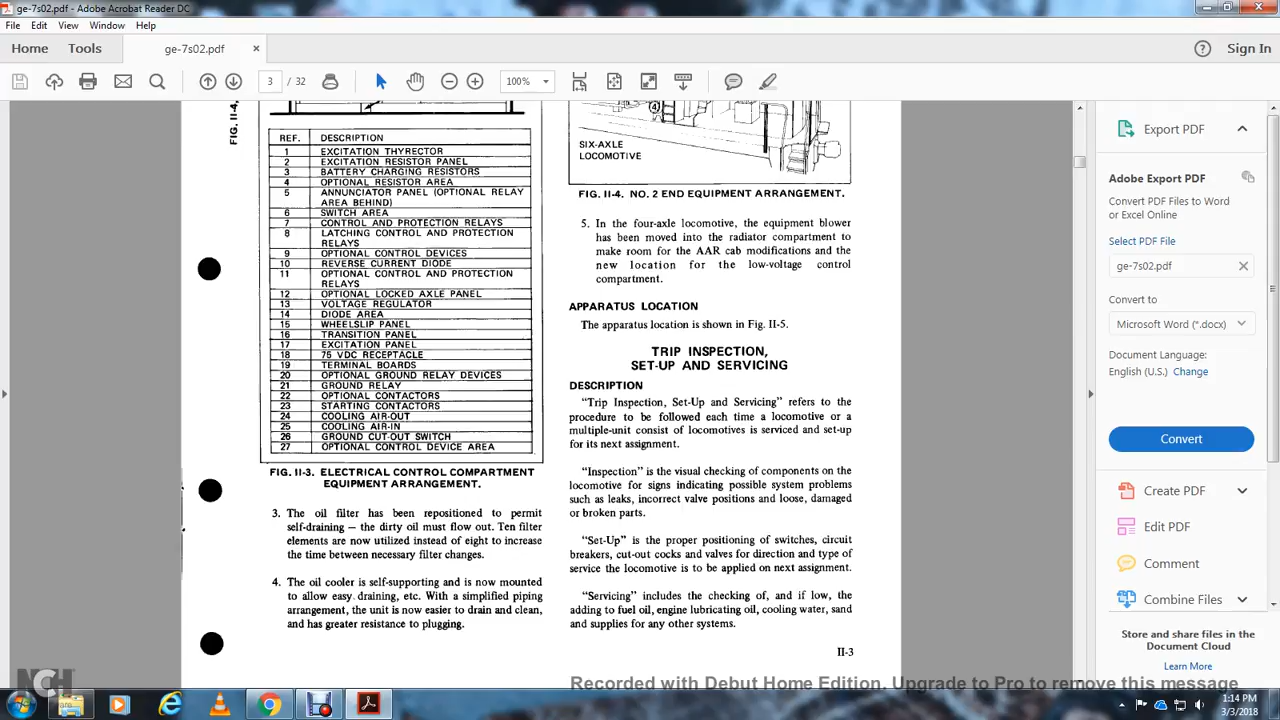 ge-7s02.pdf - Adobe Acrobat Reader DC
File Edit View Window Help
Home Tools ge-7s02.pdf × Sign In
3 / 32 100%
FIG. II-4,
REF. DESCRIPTION
1 EXCITATION THYRECTOR
2 EXCITATION RESISTOR PANEL
3 BATTERY CHARGING RESISTORS
4 OPTIONAL RESISTOR AREA
5 ANNUNCIATOR PANEL (OPTIONAL RELAY
AREA BEHIND)
6 SWITCH AREA
7 CONTROL AND PROTECTION RELAYS
8 LATCHING CONTROL AND PROTECTION
RELAYS
9 OPTIONAL CONTROL DEVICES
10 REVERSE CURRENT DIODE
11 OPTIONAL CONTROL AND PROTECTION
RELAYS
12 OPTIONAL LOCKED AXLE PANEL
13 VOLTAGE REGULATOR
14 DIODE AREA
15 WHEELSLIP PANEL
16 TRANSITION PANEL
17 EXCITATION PANEL
18 75 VDC RECEPTACLE
19 TERMINAL BOARDS
20 OPTIONAL GROUND RELAY DEVICES
21 GROUND RELAY
22 OPTIONAL CONTACTORS
23 STARTING CONTACTORS
24 COOLING AIR-OUT
25 COOLING AIR-IN
26 GROUND CUT-OUT SWITCH
27 OPTIONAL CONTROL DEVICE AREA
FIG. II-3. ELECTRICAL CONTROL COMPARTMENT
EQUIPMENT ARRANGEMENT.
3. The oil filter has been repositioned to permit
self-draining — the dirty oil must flow out. Ten filter
elements are now utilized instead of eight to increase
the time between necessary filter changes.
4. The oil cooler is self-supporting and is now mounted
to allow easy draining, etc. With a simplified piping
arrangement, the unit is now easier to drain and clean,
and has greater resistance to plugging.
4
SIX-AXLE
LOCOMOTIVE
FIG. II-4. NO. 2 END EQUIPMENT ARRANGEMENT.
5. In the four-axle locomotive, the equipment blower
has been moved into the radiator compartment to
make room for the AAR cab modifications and the
new location for the low-voltage control
compartment.
APPARATUS LOCATION
The apparatus location is shown in Fig. II-5.
TRIP INSPECTION,
SET-UP AND SERVICING
DESCRIPTION
“Trip Inspection, Set-Up and Servicing” refers to the
procedure to be followed each time a locomotive or a
multiple-unit consist of locomotives is serviced and set-up
for its next assignment.
“Inspection” is the visual checking of components on the
locomotive for signs indicating possible system problems
such as leaks, incorrect valve positions and loose, damaged
or broken parts.
“Set-Up” is the proper positioning of switches, circuit
breakers, cut-out cocks and valves for direction and type of
service the locomotive is to be applied on next assignment.
“Servicing” includes the checking of, and if low, the
adding to fuel oil, engine lubricating oil, cooling water, sand
and supplies for any other systems.
II-3
Export PDF
Adobe Export PDF
Convert PDF Files to Word
or Excel Online
Select PDF File
ge-7s02.pdf
Convert to
Microsoft Word (*.docx)
Document Language:
English (U.S.) Change
Convert
Create PDF
Edit PDF
Comment
Combine Files
Store and share files in the
Document Cloud
Learn More
NCH
Recorded with Debut Home Edition. Upgrade to Pro to remove this message
1:14 PM
3/3/2018